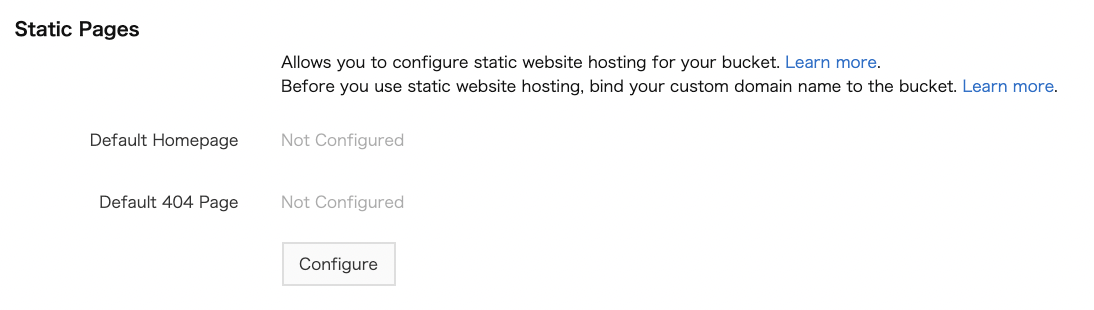 Static Pages
Allows you to configure static website hosting for your bucket. Learn more.
Before you use static website hosting, bind your custom domain name to the bucket. Learn more.
Default Homepage Not Configured
Default 404 Page Not Configured
Configure